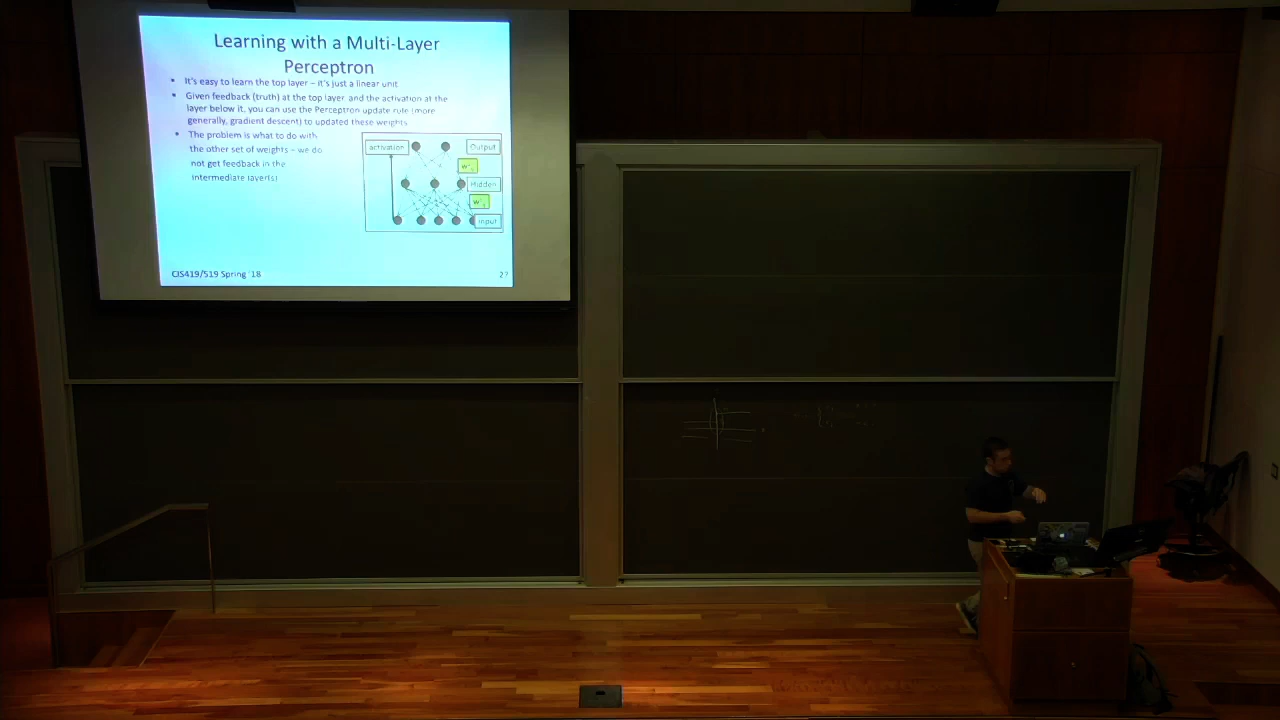 Learning with a Multi-Layer
Perceptron
• It's easy to learn the top layer – it's just a linear unit
• Given feedback (truth) at the top layer, and the activation at the
layer below it, you can use the Perceptron update rule (more
generally, gradient descent) to updated these weights
• The problem is what to do with
the other set of weights – we do
not get feedback in the
intermediate layer(s)
activation
Output
Hidden
Input
CIS419/519 Spring '18
27